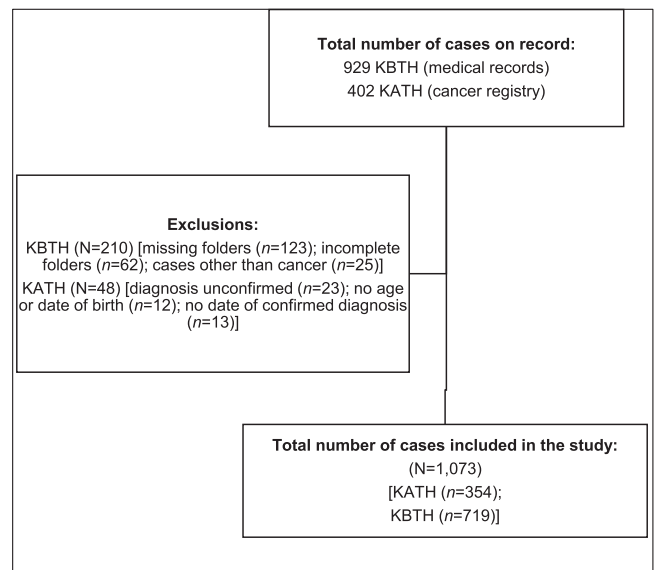 Total number of cases on record:
929 KBTH (medical records)
402 KATH (cancer registry)
Exclusions:
KBTH (N=210) [missing folders (n=123); incomplete
folders (n=62); cases other than cancer (n=25)]
KATH (N=48) [diagnosis unconfirmed (n=23); no age
or date of birth (n=12); no date of confirmed diagnosis
(n=13)]
Total number of cases included in the study:
(N=1,073)
[KATH (n=354);
KBTH (n=719)]